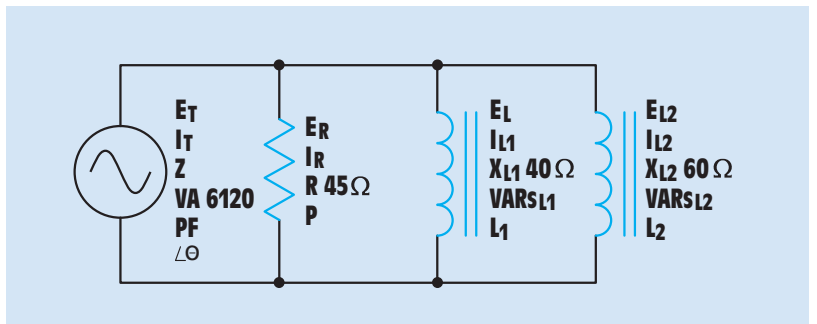 ET
IT
Z
VA 6120
PF
∠Θ
ER
IR
R 45Ω
P
EL
IL1
XL1 40Ω
VARsL1
L1
EL2
IL2
XL2 60Ω
VARsL2
L2